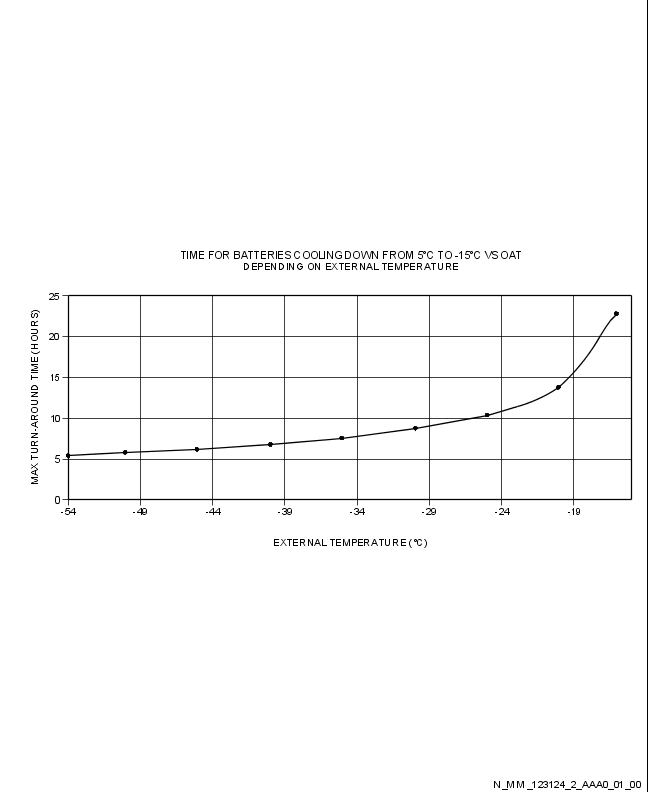 TIME FOR BATTERIES COOLING DOWN FROM 5°C TO -15°C VS OAT
DEPENDING ON EXTERNAL TEMPERATURE
MAX TURN-AROUND TIME (HOURS)
25
20
15
10
5
0
-54 -49 -44 -39 -34 -29 -24 -19
EXTERNAL TEMPERATURE (°C)
N_MM_123124_2_AAA0_01_00